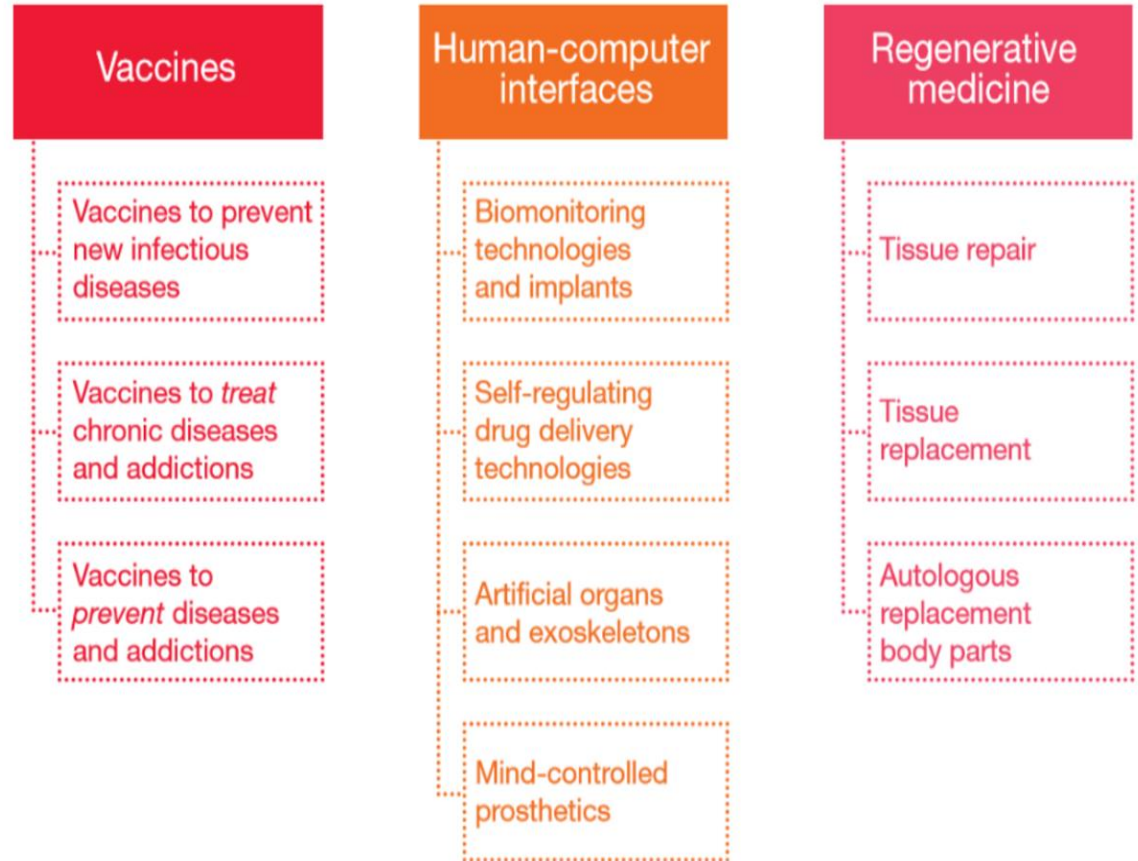 Vaccines
Vaccines to prevent
new infectious
diseases
Vaccines to treat
chronic diseases
and addictions
Vaccines to
prevent diseases
and addictions
Human-computer
interfaces
Biomonitoring
technologies
and implants
Self-regulating
drug delivery
technologies
Artificial organs
and exoskeletons
Mind-controlled
prosthetics
Regenerative
medicine
Tissue repair
Tissue
replacement
Autologous
replacement
body parts